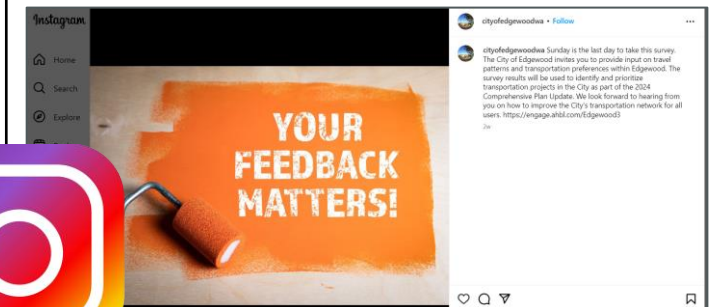 Instagram
Home
Search
Explore
YOUR
FEEDBACK
MATTERS!
cityofedgewoodwa • Follow
cityofedgewoodwa Sunday is the last day to take this survey.
The City of Edgewood invites you to provide input on travel
patterns and transportation preferences within Edgewood. The
survey results will be used to identify and prioritize
transportation projects in the City as part of the 2024
Comprehensive Plan Update. We look forward to hearing from
you on how to improve the City's transportation network for all
users. https://engage.ahbl.com/Edgewood3
2w